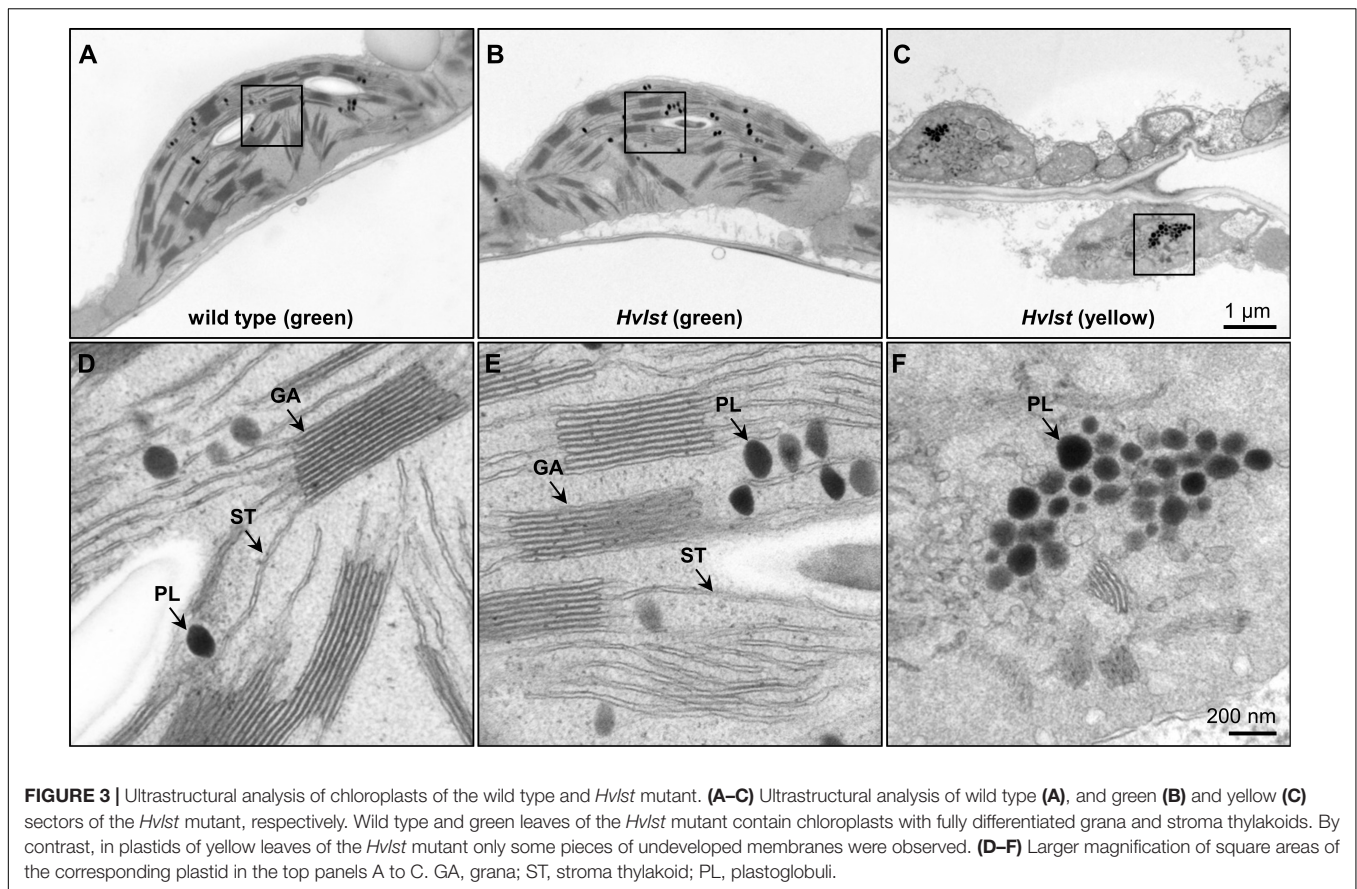 A
B
C
wild type (green)
Hvlst (green)
Hvlst (yellow)
1 µm
D
GA
ST
PL
E
PL
GA
ST
F
PL
200 nm
FIGURE 3 | Ultrastructural analysis of chloroplasts of the wild type and Hvlst mutant. (A–C) Ultrastructural analysis of wild type (A), and green (B) and yellow (C)
sectors of the Hvlst mutant, respectively. Wild type and green leaves of the Hvlst mutant contain chloroplasts with fully differentiated grana and stroma thylakoids. By
contrast, in plastids of yellow leaves of the Hvlst mutant only some pieces of undeveloped membranes were observed. (D–F) Larger magnification of square areas of
the corresponding plastid in the top panels A to C. GA, grana; ST, stroma thylakoid; PL, plastoglobuli.